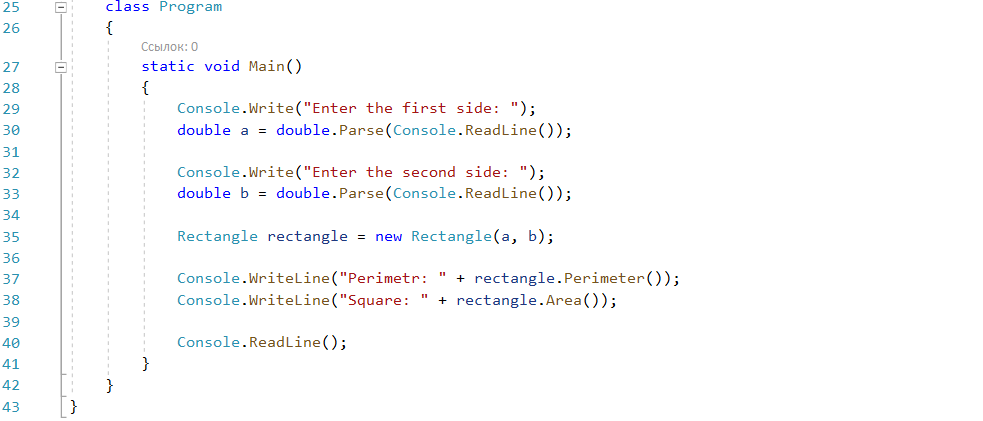 25 class Program
26 {
Ссылок: 0
27 static void Main()
28 {
29 Console.Write("Enter the first side: ");
30 double a = double.Parse(Console.ReadLine());
31
32 Console.Write("Enter the second side: ");
33 double b = double.Parse(Console.ReadLine());
34
35 Rectangle rectangle = new Rectangle(a, b);
36
37 Console.WriteLine("Perimetr: " + rectangle.Perimeter());
38 Console.WriteLine("Square: " + rectangle.Area());
39
40 Console.ReadLine();
41 }
42 }
43 }